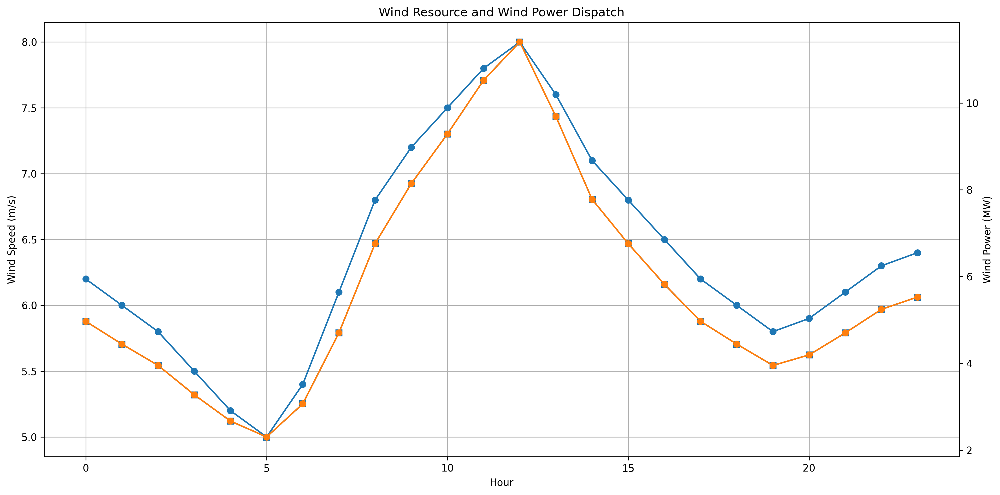 Wind Resource and Wind Power Dispatch
8.0
7.5
7.0
6.5
6.0
5.5
5.0
Wind Speed (m/s)
10
8
6
4
2
Wind Power (MW)
0 5 10 15 20
Hour